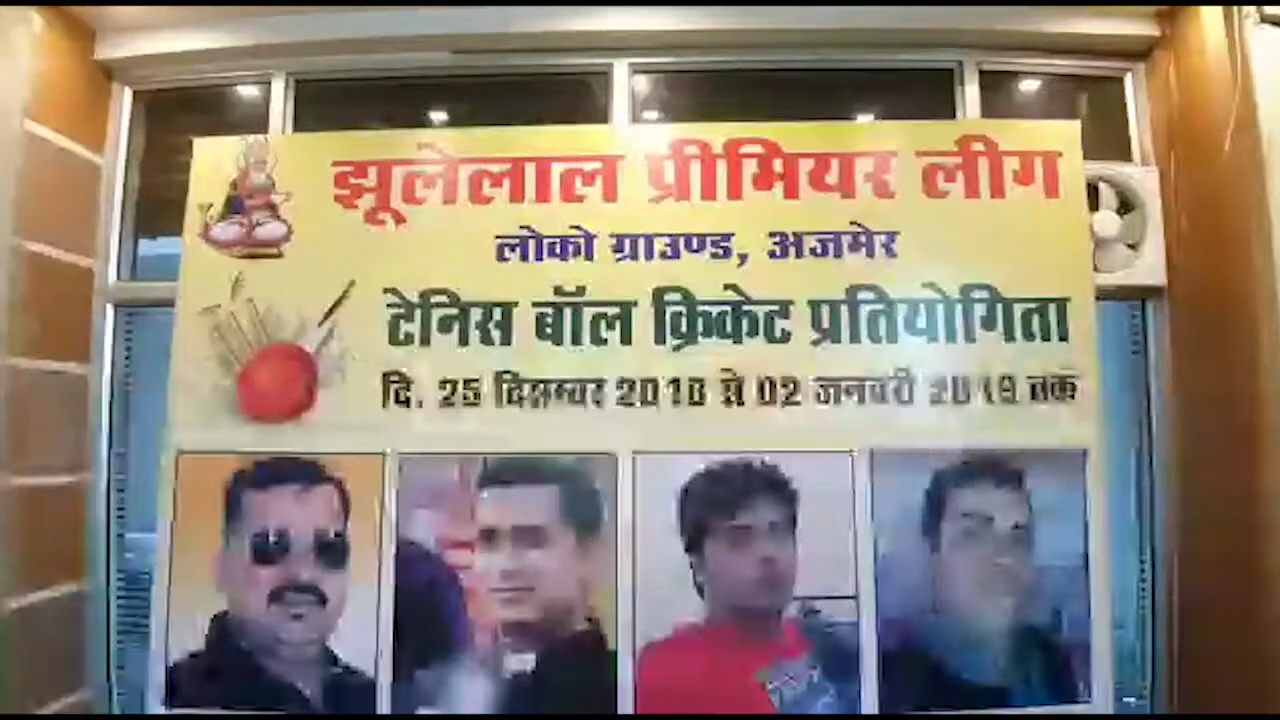 झूलेलाल प्रीमियर लीग
लोको ग्राउण्ड, अजमेर
टेनिस बॉल क्रिकेट प्रतियोगिता
दि. 25 दिसम्बर 2018 से 02 जनवरी 2019 तक